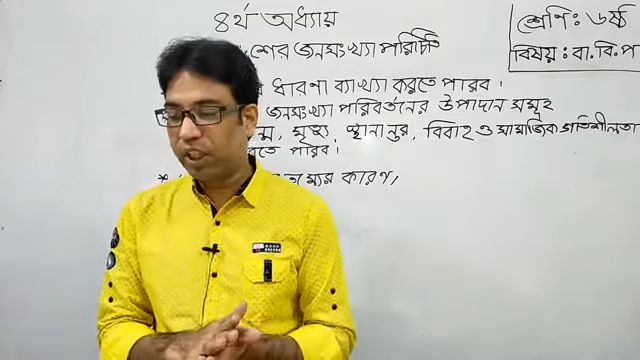 ৪র্থ অধ্যায়
শের জনসংখ্যা পরিচিতি
ধারণা ব্যাখ্যা করতে পারব।
জনসংখ্যা পরিবর্তনের উপাদান সমূহ
মৃত্যু, স্থানান্তর, বিবাহ ও সামাজিক গতিশীলতা
পারব।
কারণ,
শ্রেণি: ৬ষ্ঠ
বিষয়: বা.বি.প